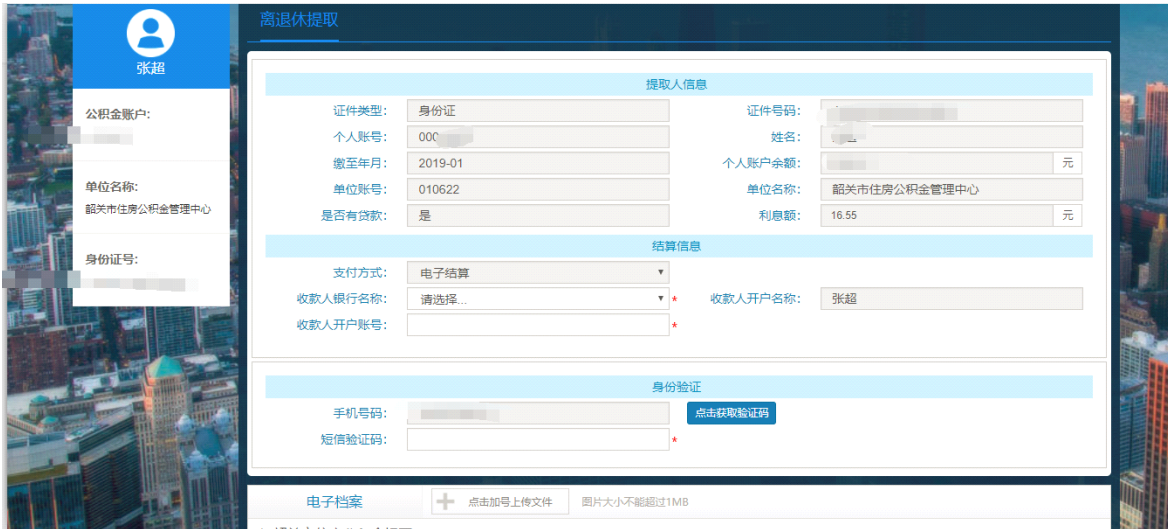 离退休提取
张超
公积金账户:
单位名称:
韶关市住房公积金管理中心
身份证号:
提取人信息
证件类型: 身份证 证件号码:
个人账号: 000 姓名:
缴至年月: 2019-01 个人账户余额: 元
单位账号: 010622 单位名称: 韶关市住房公积金管理中心
是否有贷款: 是 利息额: 16.55 元
结算信息
支付方式: 电子结算
收款人银行名称: 请选择... * 收款人开户名称: 张超
收款人开户账号: *
身份验证
手机号码: 点击获取验证码
短信验证码: *
电子档案 点击加号上传文件 图片大小不能超过1MB